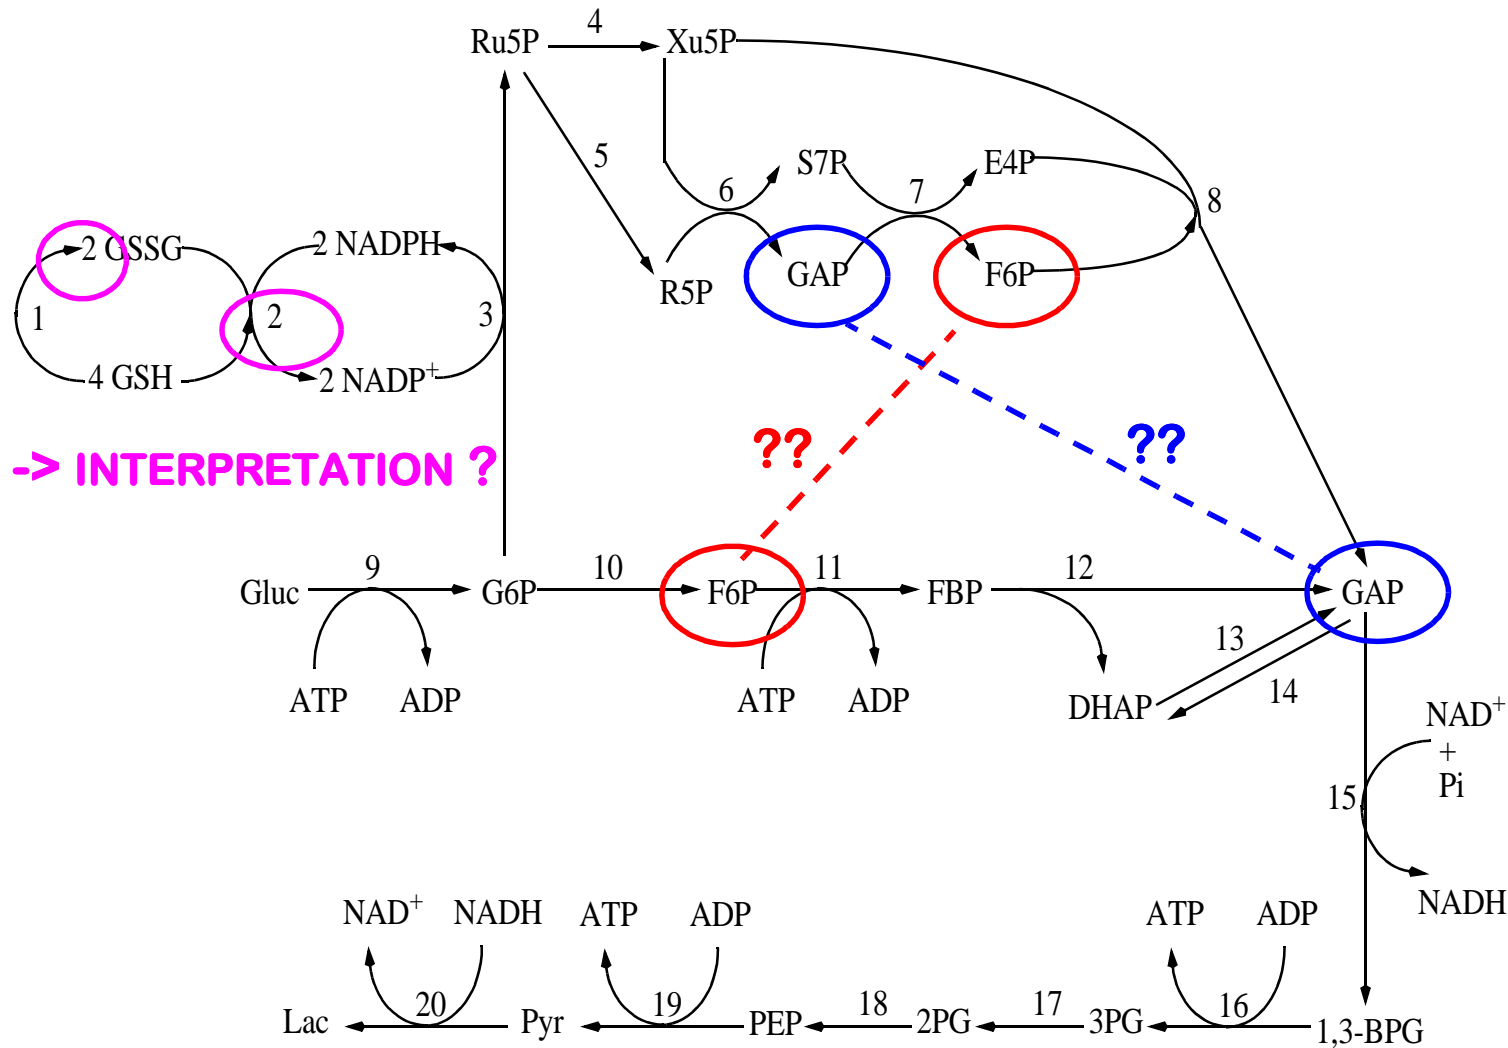 4
Ru5P
Xu5P
5
S7P
E4P
6
7
8
2 GSSG
2 NADPH
GAP
F6P
R5P
1
2
3
4 GSH
2 NADP+
??
??
-> INTERPRETATION ?
9
10
11
12
Gluc
G6P
F6P
FBP
GAP
13
14
ATP
ADP
ATP
ADP
DHAP
NAD+
+
Pi
15
NADH
NAD+
NADH
ATP
ADP
ATP
ADP
20
19
18
17
16
Lac
Pyr
PEP
2PG
3PG
1,3-BPG